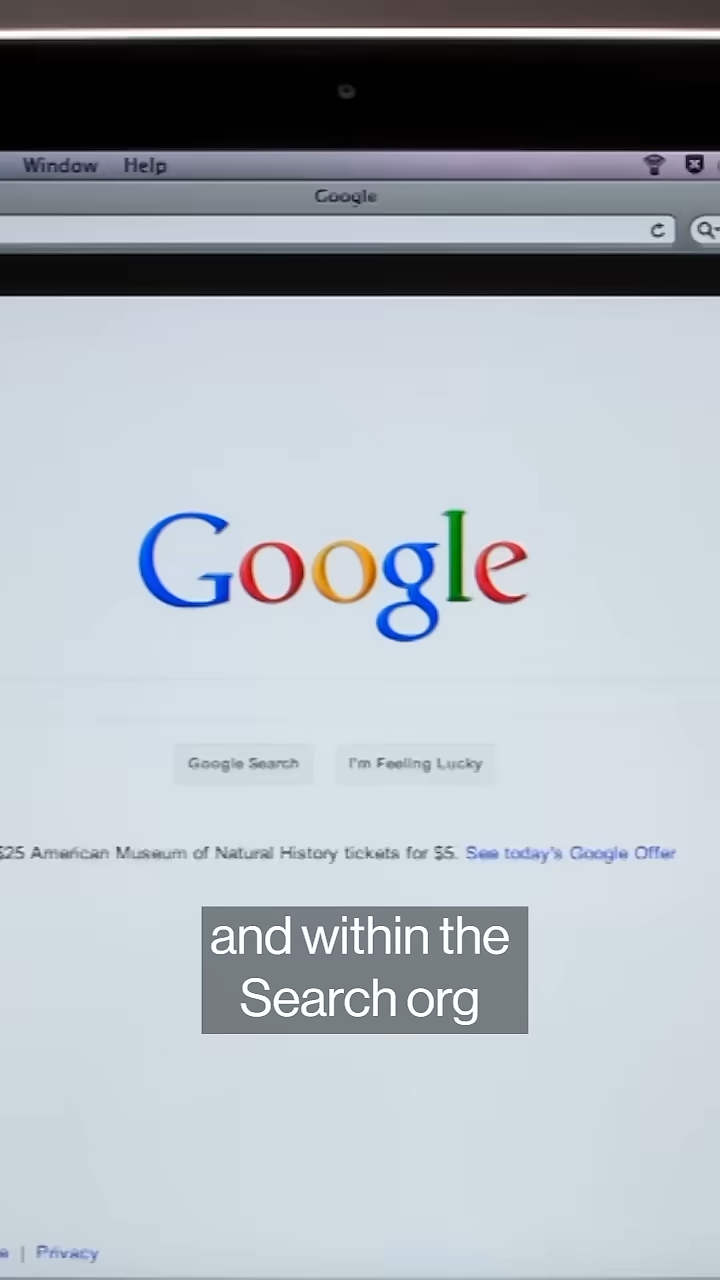 Window Help
Google
Google
Google Search I'm Feeling Lucky
$25 American Museum of Natural History tickets for $5. See today's Google Offer
and within the
Search org
| Privacy